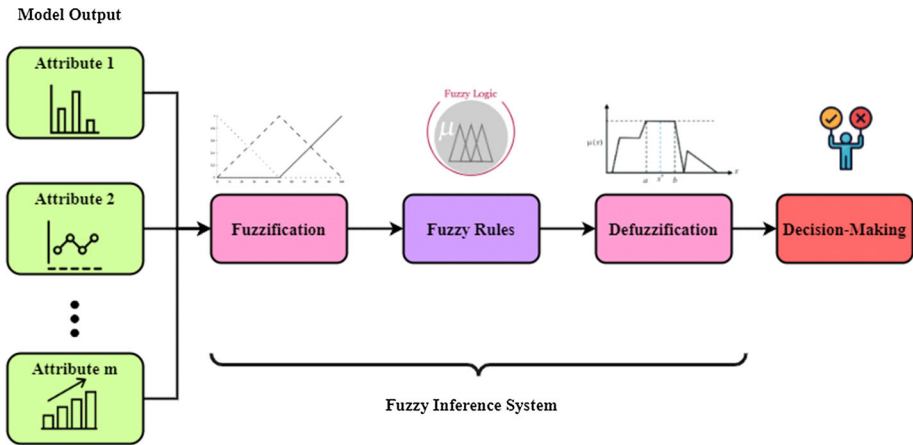 Model Output
Attribute 1
Attribute 2
Attribute m
Fuzzy Logic
μ
μ(x)
a
b
x
Fuzzification
Fuzzy Rules
Defuzzification
Decision-Making
Fuzzy Inference System